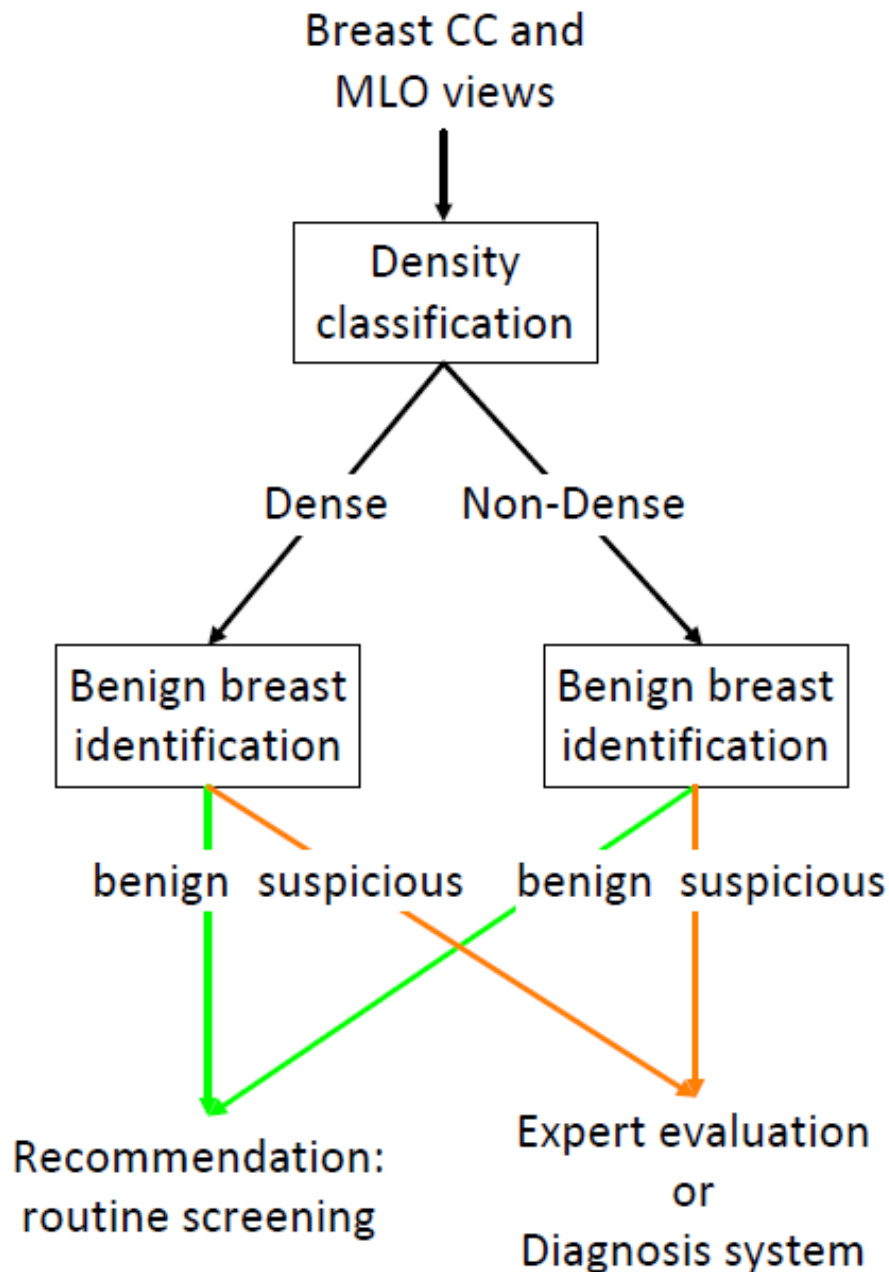 Breast CC and
MLO views
Density
classification
Dense
Non-Dense
Benign breast
identification
Benign breast
identification
benign
suspicious
benign
suspicious
Recommendation:
routine screening
Expert evaluation
or
Diagnosis system